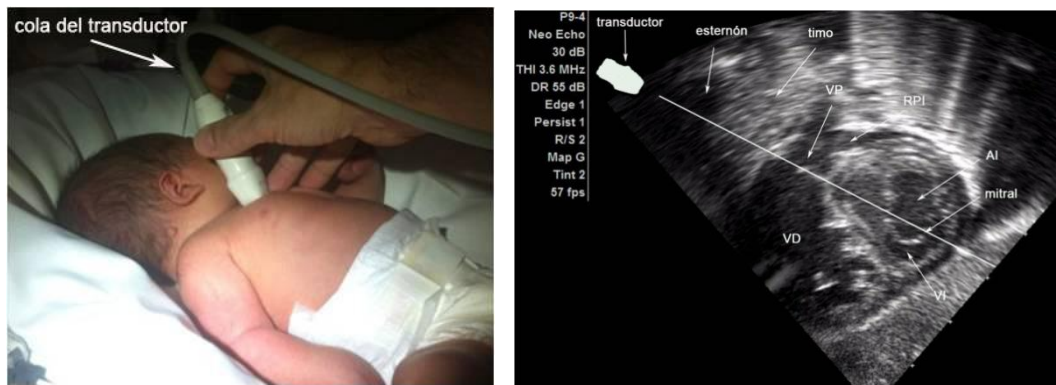 cola del transductor
P9-4
Neo Echo
30 dB
THI 3.6 MHz
DR 55 dB
Edge 1
Persist 1
R/S 2
Map G
Tint 2
57 fps
transductor
esternón
timo
VP
RPI
AI
mitral
VD
VI